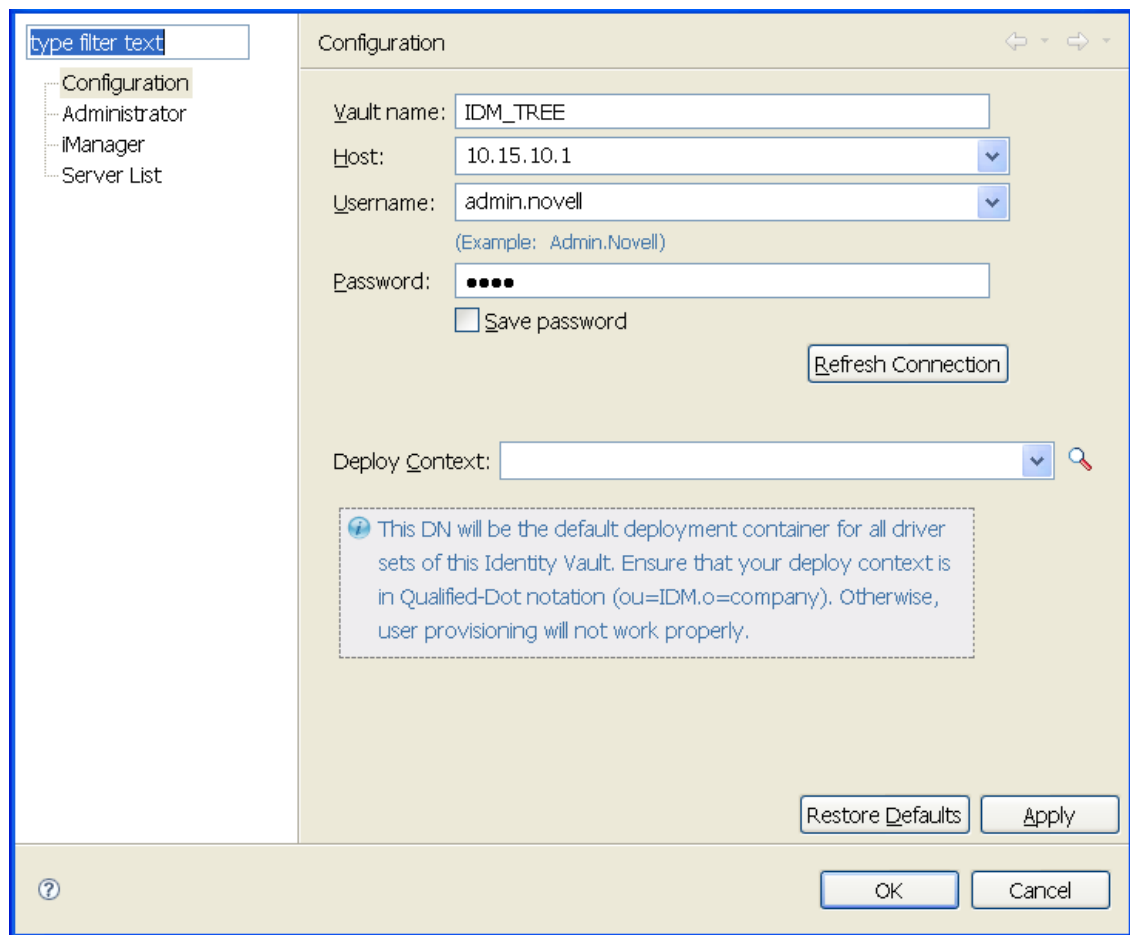 type filter text
Configuration
Administrator
iManager
Server List
Configuration
Vault name: IDM_TREE
Host: 10.15.10.1
Username: admin.novell
(Example: Admin.Novell)
Password: ●●●●
Save password
Refresh Connection
Deploy Context:
This DN will be the default deployment container for all driver
sets of this Identity Vault. Ensure that your deploy context is
in Qualified-Dot notation (ou=IDM.o=company). Otherwise,
user provisioning will not work properly.
Restore Defaults Apply
OK Cancel